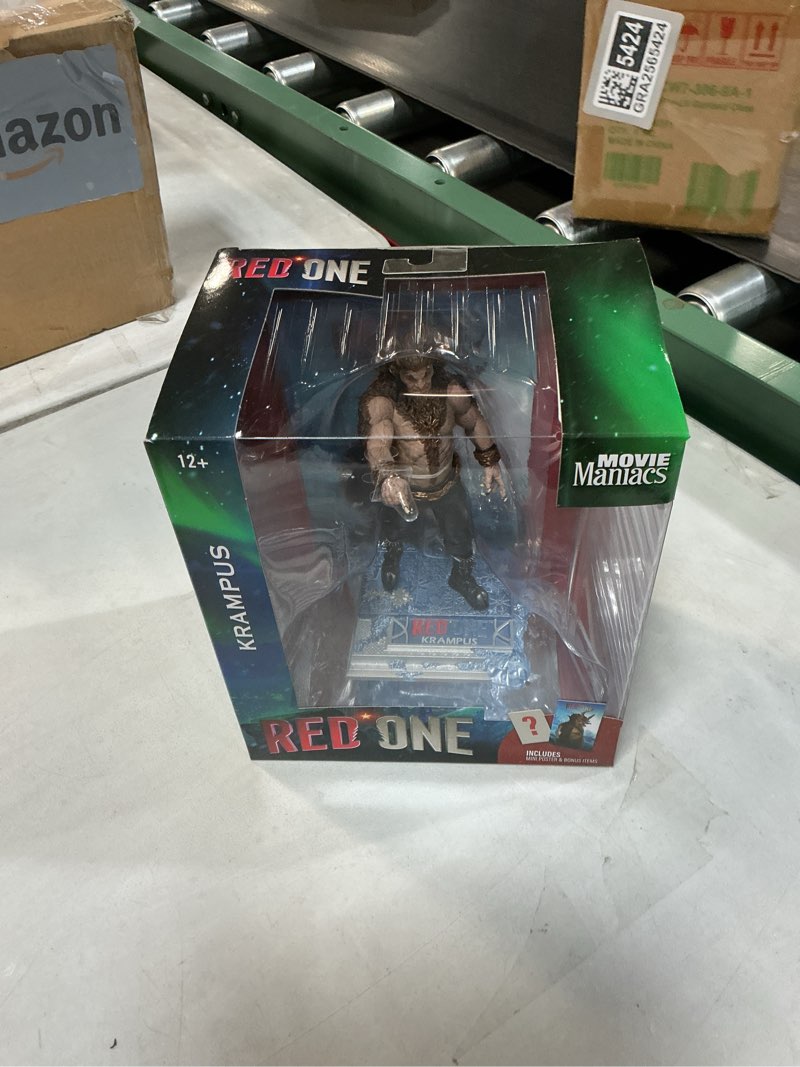 azon
5424
GRA2565424
MADE IN CHINA
RED ONE
12+
MOVIE
Maniacs
KRAMPUS
RED
KRAMPUS
RED ONE
?
INCLUDES
MINI POSTER & BONUS ITEMS